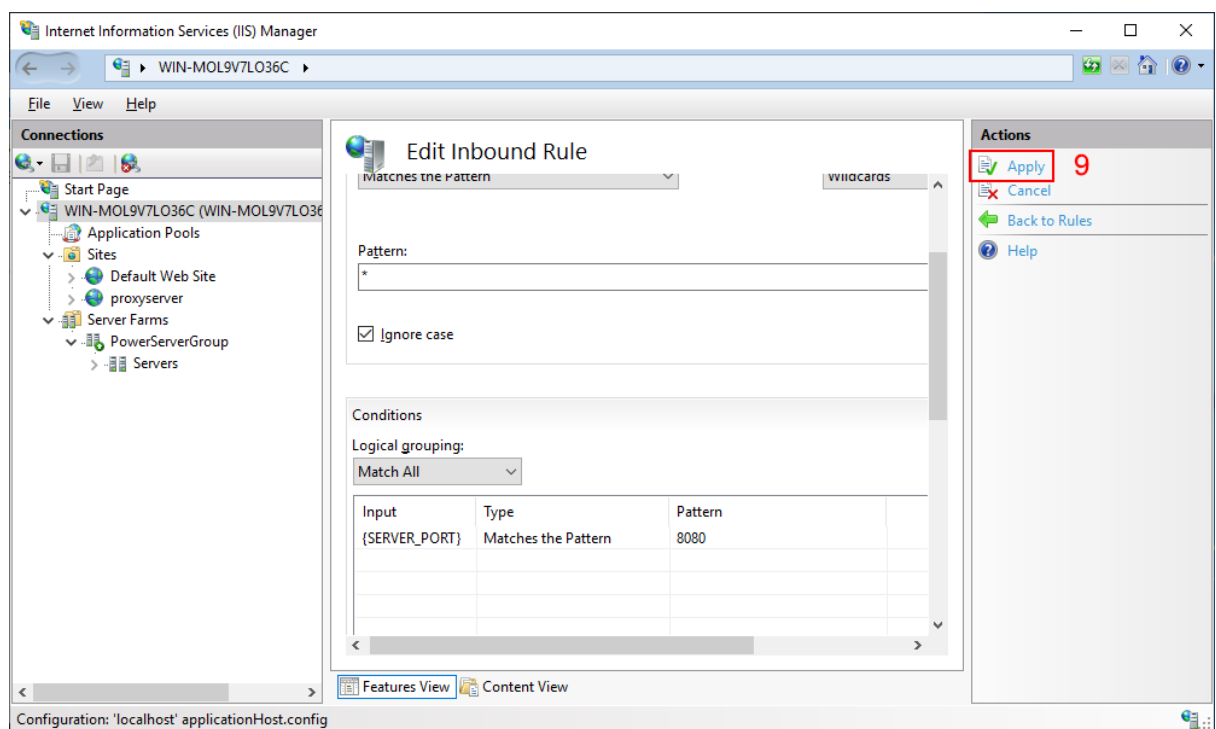 Internet Information Services (IIS) Manager
WIN-MOL9V7LO36C
File View Help
Connections
Start Page
WIN-MOL9V7LO36C (WIN-MOL9V7LO36
Application Pools
Sites
Default Web Site
proxyserver
Server Farms
PowerServerGroup
Servers
Edit Inbound Rule
Matches the Pattern
Wildcards
Pattern:
*
Ignore case
Conditions
Logical grouping:
Match All
Input Type Pattern
{SERVER_PORT} Matches the Pattern 8080
Features View Content View
Actions
Apply 9
Cancel
Back to Rules
Help
Configuration: 'localhost' applicationHost.config